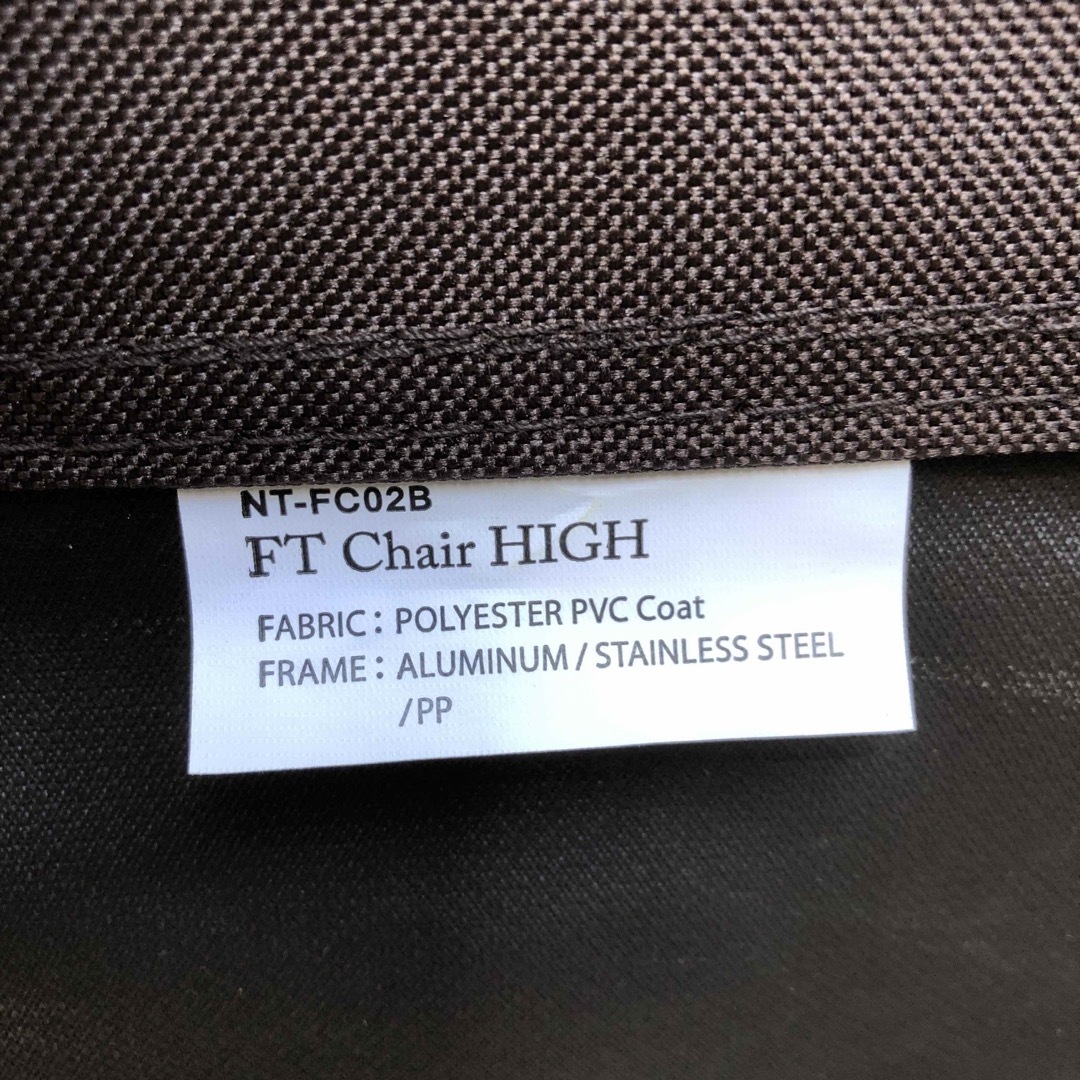 NT-FC02B
FT Chair HIGH
FABRIC : POLYESTER PVC Coat
FRAME : ALUMINUM / STAINLESS STEEL
/PP